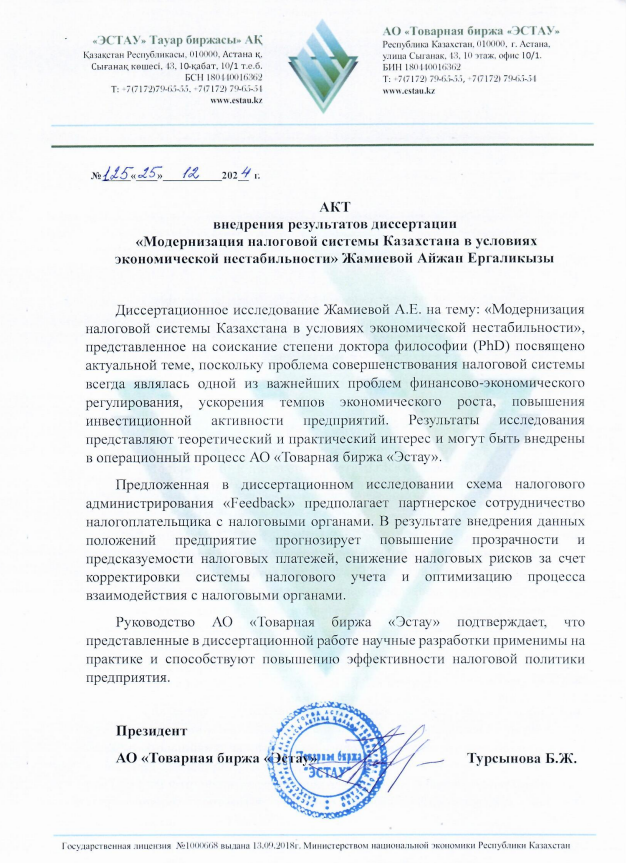 «ЭСТАУ» Тауар биржасы» АҚ
Қазақстан Республикасы, 010000, Астана қ,
Сығанақ көшесі, 43, 10-қабат, 10/1 т.е.б.
БСН 180440016362
Т: +7(7172)79-65-55, +7(7172) 79-65-54
www.estau.kz
АО «Товарная биржа «ЭСТАУ»
Республика Казахстан, 010000, г. Астана,
улица Сыганак, 43, 10 этаж, офис 10/1.
БИН 180440016362
Т: +7(7172) 79-65-55, +7(7172) 79-65-54
www.estau.kz
№125«25» 12 2024 г.
АКТ
внедрения результатов диссертации
«Модернизация налоговой системы Казахстана в условиях
экономической нестабильности» Жамиевой Айжан Ергаликызы
Диссертационное исследование Жамиевой А.Е. на тему: «Модернизация
налоговой системы Казахстана в условиях экономической нестабильности»,
представленное на соискание степени доктора философии (PhD) посвящено
актуальной теме, поскольку проблема совершенствования налоговой системы
всегда являлась одной из важнейших проблем финансово-экономического
регулирования, ускорения темпов экономического роста, повышения
инвестиционной активности предприятий. Результаты исследования
представляют теоретический и практический интерес и могут быть внедрены
в операционный процесс АО «Товарная биржа «Эстау».
Предложенная в диссертационном исследовании схема налогового
администрирования «Feedback» предполагает партнерское сотрудничество
налогоплательщика с налоговыми органами. В результате внедрения данных
положений предприятие прогнозирует повышение прозрачности и
предсказуемости налоговых платежей, снижение налоговых рисков за счет
корректировки системы налогового учета и оптимизацию процесса
взаимодействия с налоговыми органами.
Руководство АО «Товарная биржа «Эстау» подтверждает, что
представленные в диссертационной работе научные разработки применимы на
практике и способствуют повышению эффективности налоговой политики
предприятия.
Президент
АО «Товарная биржа «Эстау» Турсынова Б.Ж.
Товарная биржа
"ЭСТАУ"
Государственная лицензия №1000668 выдана 13.09.2018г. Министерством национальной экономики Республики Казахстан